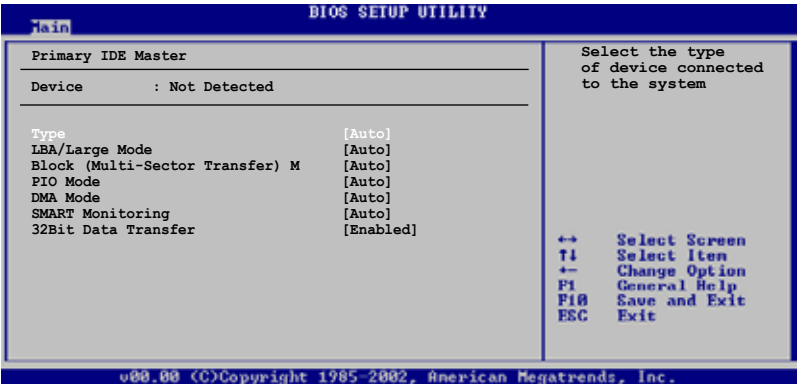 BIOS SETUP UTILITY
Main
Primary IDE Master
Device : Not Detected
Type [Auto]
LBA/Large Mode [Auto]
Block (Multi-Sector Transfer) M [Auto]
PIO Mode [Auto]
DMA Mode [Auto]
SMART Monitoring [Auto]
32Bit Data Transfer [Enabled]
Select the type
of device connected
to the system
←→ Select Screen
↑↓ Select Item
+- Change Option
F1 General Help
F10 Save and Exit
ESC Exit
v00.00 (C)Copyright 1985-2002, American Megatrends, Inc.